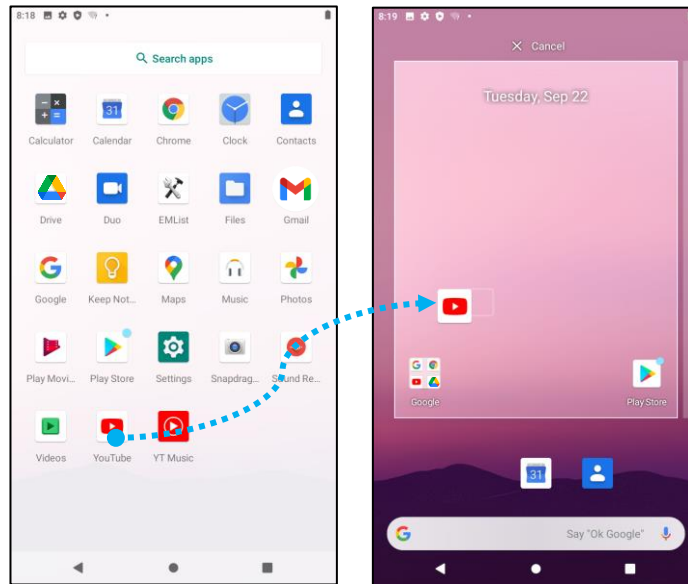 8:18
Search apps
31
Calculator Calendar Chrome Clock Contacts
Drive Duo EMList Files Gmail
Google Keep Not... Maps Music Photos
Play Movi... Play Store Settings Snapdrag... Sound Re...
Videos YouTube YT Music
8:19
× Cancel
Tuesday, Sep 22
Google Play Store
31
Say "Ok Google"